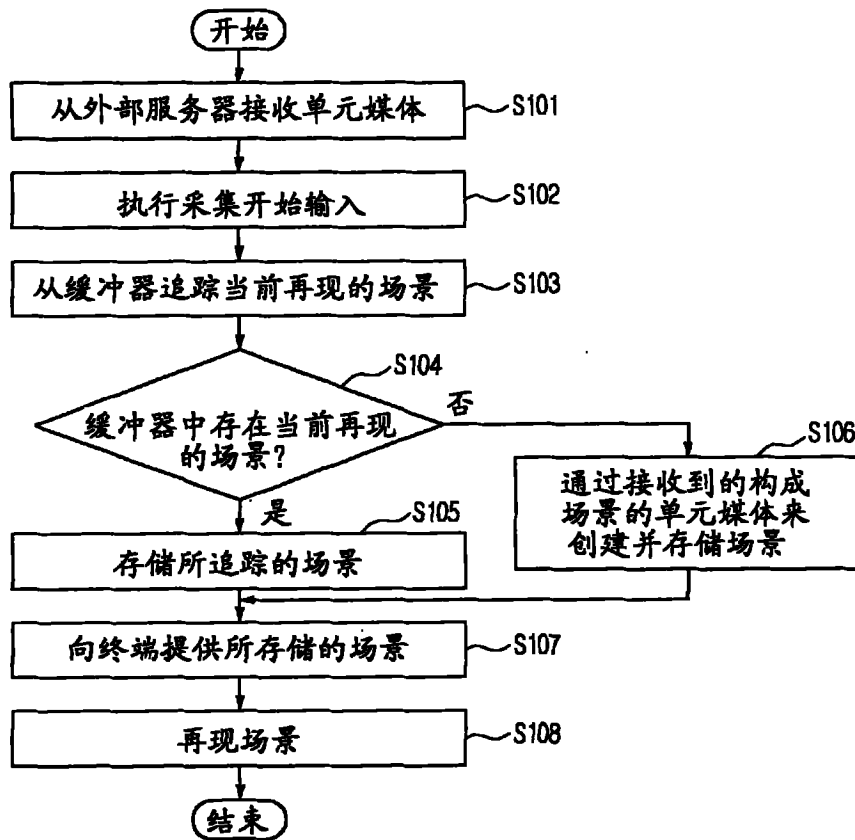 开始
从外部服务器接收单元媒体
S101
执行采集开始输入
S102
从缓冲器追踪当前再现的场景
S103
S104
缓冲器中存在当前再现
的场景?
否
是
S105
存储所追踪的场景
S106
通过接收到的构成
场景的单元媒体来
创建并存储场景
向终端提供所存储的场景
S107
再现场景
S108
结束